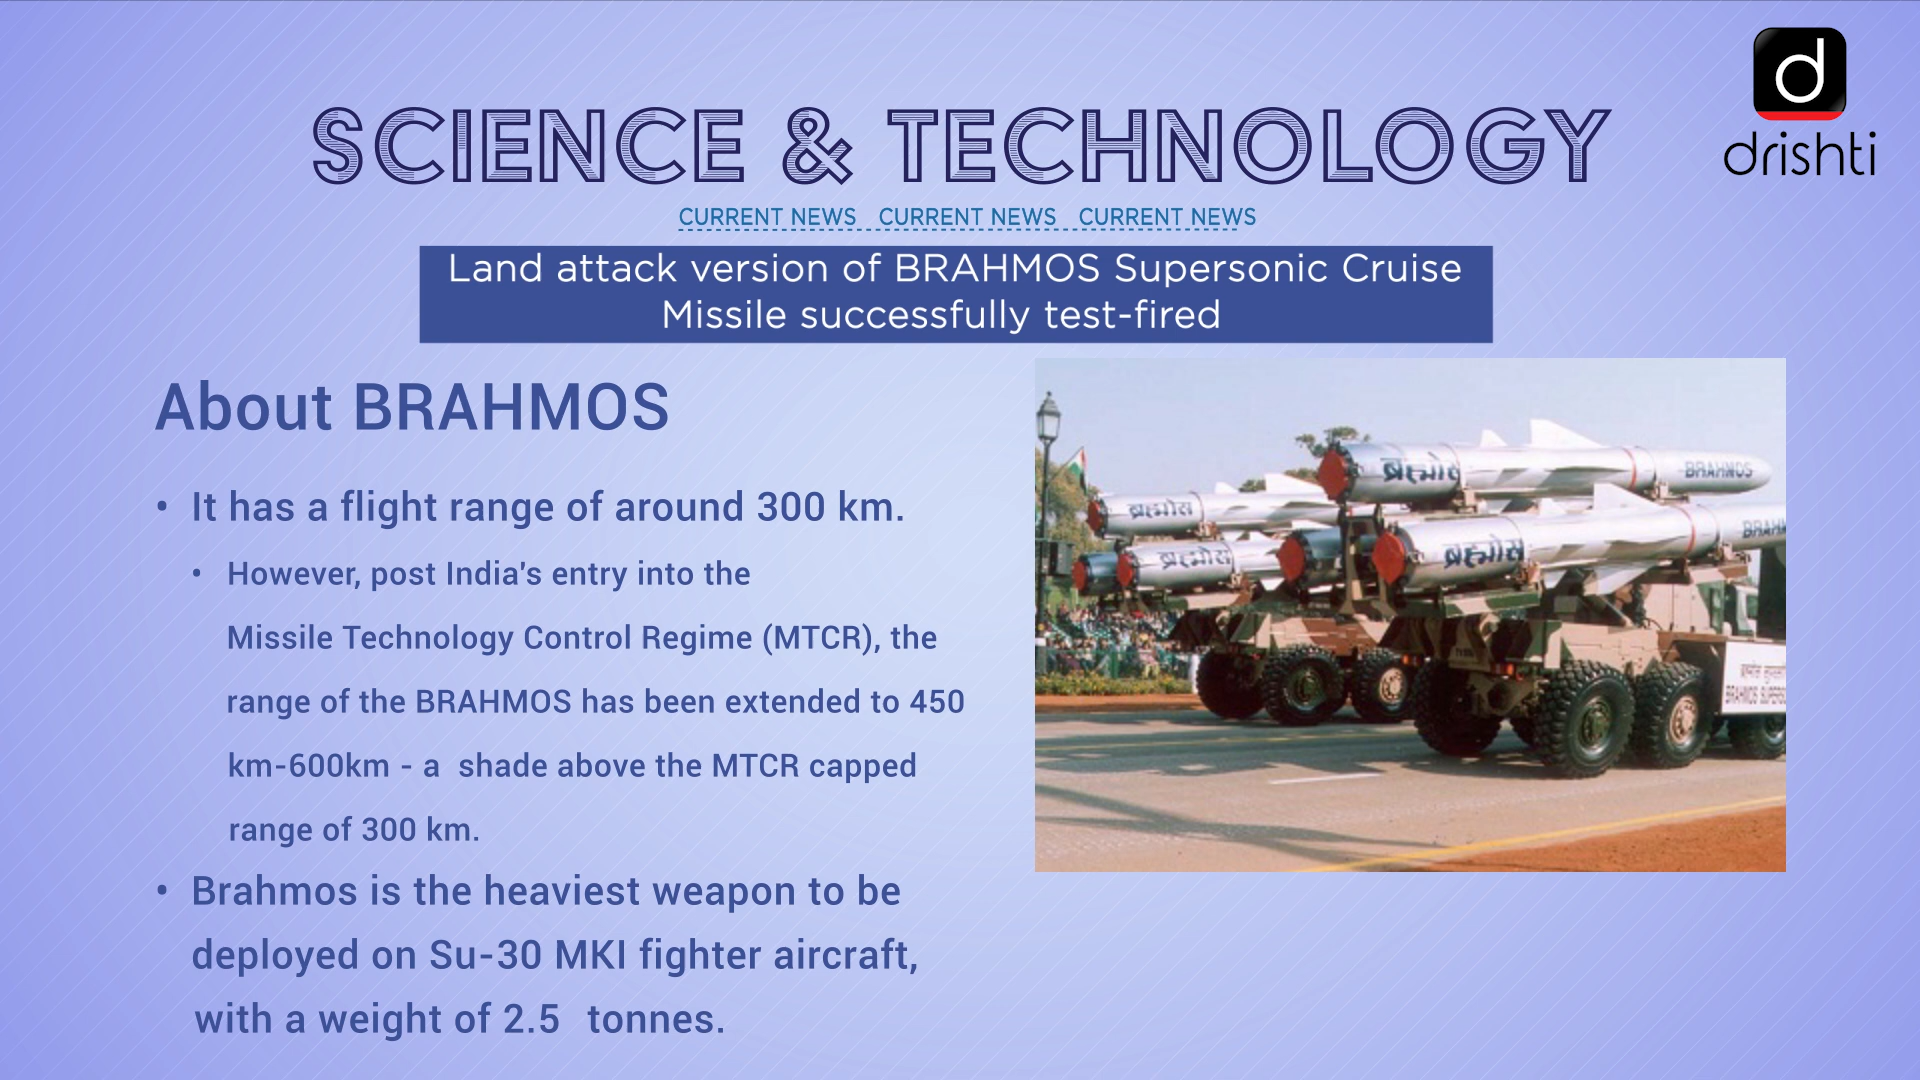 d
drishti
SCIENCE & TECHNOLOGY
CURRENT NEWS CURRENT NEWS CURRENT NEWS
Land attack version of BRAHMOS Supersonic Cruise
Missile successfully test-fired
About BRAHMOS
• It has a flight range of around 300 km.
• However, post India's entry into the
Missile Technology Control Regime (MTCR), the
range of the BRAHMOS has been extended to 450
km-600km - a shade above the MTCR capped
range of 300 km.
• Brahmos is the heaviest weapon to be
deployed on Su-30 MKI fighter aircraft,
with a weight of 2.5 tonnes.
ब्रह्मोस
BRAHMOS
ब्रह्मोस
ब्रह्मोस
ब्रह्मोस